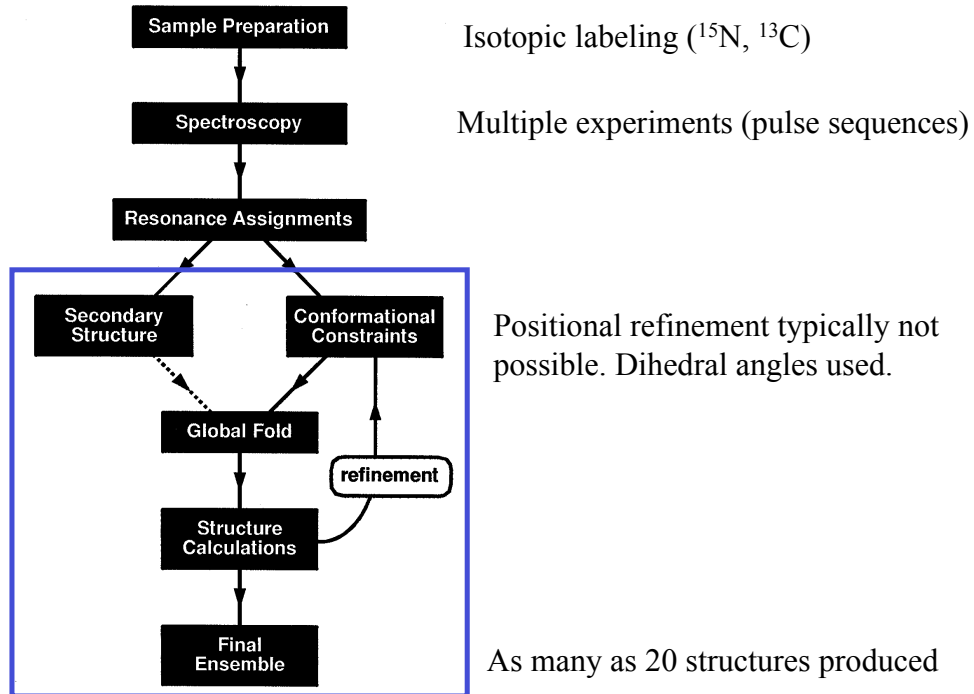 Sample Preparation
Isotopic labeling (¹⁵N, ¹³C)
Spectroscopy
Multiple experiments (pulse sequences)
Resonance Assignments
Secondary
Structure
Conformational
Constraints
Positional refinement typically not
possible. Dihedral angles used.
Global Fold
refinement
Structure
Calculations
Final
Ensemble
As many as 20 structures produced